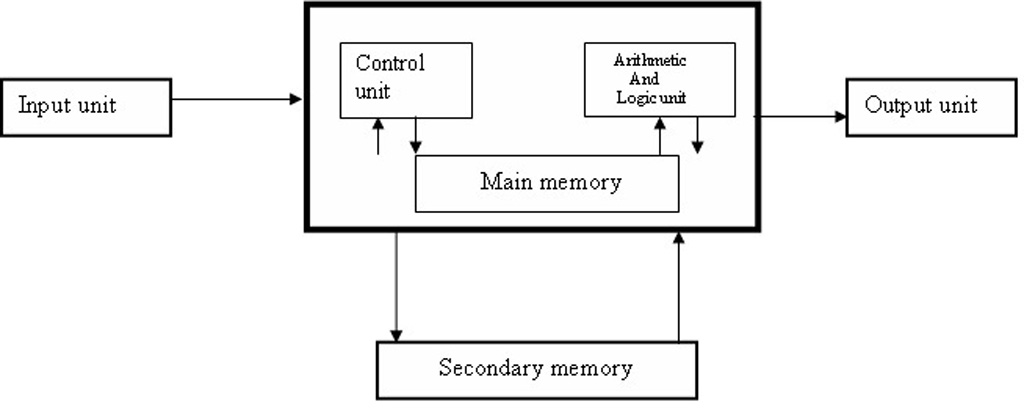 Control
unit
Arithmetic
And
Logic unit
Input unit
Output unit
Main memory
Secondary memory